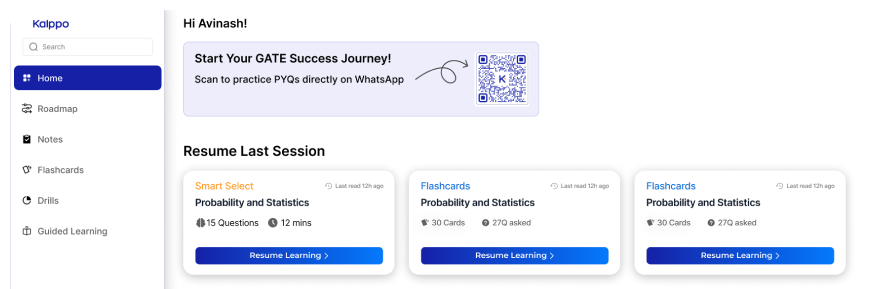 Kalppo
Search
Home
Roadmap
Notes
Flashcards
Drills
Guided Learning
Hi Avinash!
Start Your GATE Success Journey!
Scan to practice PYQs directly on WhatsApp
K
Resume Last Session
Smart Select
Last read 12h ago
Probability and Statistics
15 Questions 12 mins
Resume Learning >
Flashcards
Last read 12h ago
Probability and Statistics
30 Cards 27Q asked
Resume Learning >
Flashcards
Last read 12h ago
Probability and Statistics
30 Cards 27Q asked
Resume Learning >